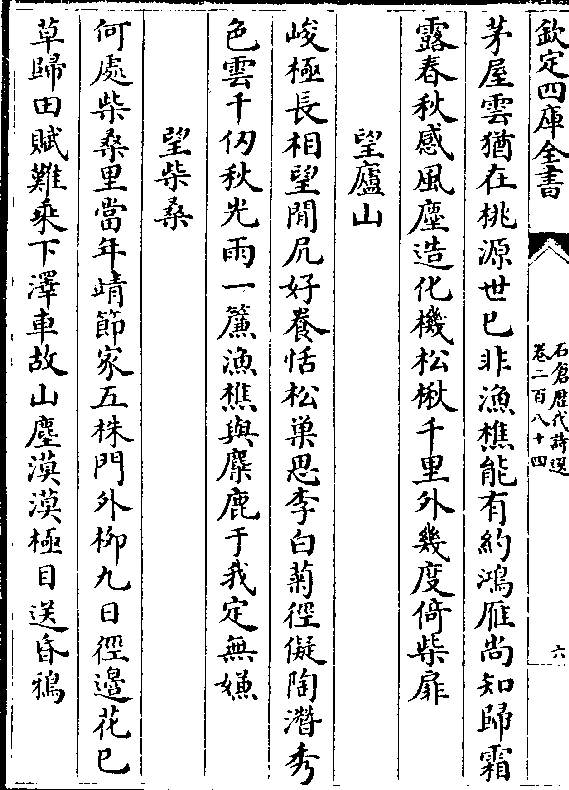 欽定四庫全書
石倉歴代詩選
卷二百八十四
六
茅屋雲猶在桃源世已非漁樵能有約鴻雁尚知歸霜
露春秋感風塵造化機松楸千里外幾度倚柴扉
望廬山
峻極長相望閒凥好養恬松巢思李白菊徑儗陶潛秀
色雲千仭秋光雨一簾漁樵與麋鹿于我定無嫌
望柴桑
何處柴桑里當年靖節家五株門外栁九日徑邊花已
草歸田賦難乗下澤車故山塵漠漠極目送昏鴉